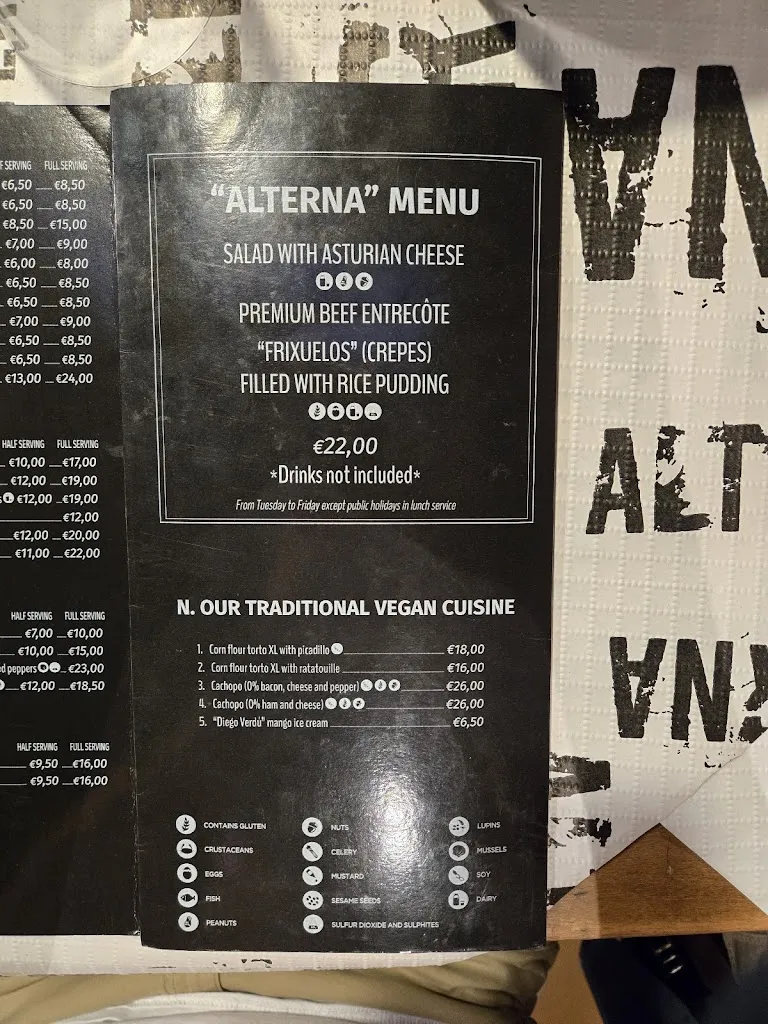 F SERVING FULL SERVING
€6,50 €8,50
€6,50 €8,50
€8,50 €15,00
€7,00 €9,00
€6,00 €8,00
€6,50 €8,50
€6,50 €8,50
€7,00 €9,00
€6,50 €8,50
€6,50 €8,50
€13,00 €24,00
HALF SERVING FULL SERVING
€10,00 €17,00
€12,00 €19,00
€12,00 €19,00
€12,00
€12,00 €20,00
€11,00 €22,00
HALF SERVING FULL SERVING
€7,00 €10,00
€10,00 €15,00
d peppers €23,00
€12,00 €18,50
HALF SERVING FULL SERVING
€9,50 €16,00
€9,50 €16,00
“ALTERNA” MENU
SALAD WITH ASTURIAN CHEESE
PREMIUM BEEF ENTRECÔTE
“FRIXUELOS” (CREPES)
FILLED WITH RICE PUDDING
€22,00
*Drinks not included*
From Tuesday to Friday except public holidays in lunch service
N. OUR TRADITIONAL VEGAN CUISINE
1. Corn flour torto XL with picadillo €18,00
2. Corn flour torto XL with ratatouille €16,00
3. Cachopo (0% bacon, cheese and pepper) €26,00
4. Cachopo (0% ham and cheese) €26,00
5. “Diego Verdú” mango ice cream €6,50
CONTAINS GLUTEN
CRUSTACEANS
EGGS
FISH
PEANUTS
NUTS
CELERY
MUSTARD
SESAME SEEDS
SULFUR DIOXIDE AND SULPHITES
LUPINS
MUSSELS
SOY
DAIRY
NA
ALT
RNA